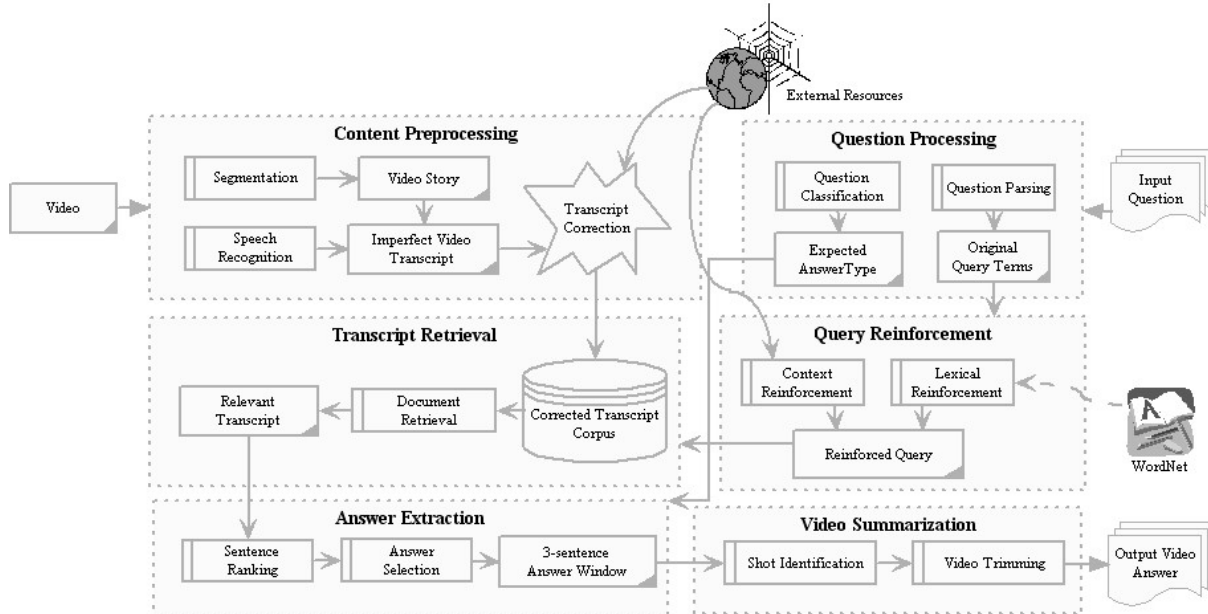 External Resources
Content Preprocessing
Segmentation
Video Story
Speech
Recognition
Imperfect Video
Transcript
Transcript
Correction
Video
Question Processing
Question
Classification
Question Parsing
Expected
AnswerType
Original
Query Terms
Input
Question
Transcript Retrieval
Relevant
Transcript
Document
Retrieval
Corrected Transcript
Corpus
Query Reinforcement
Context
Reinforcement
Lexical
Reinforcement
Reinforced Query
A
WordNet
Answer Extraction
Sentence
Ranking
Answer
Selection
3-sentence
Answer Window
Video Summarization
Shot Identification
Video Trimming
Output Video
Answer